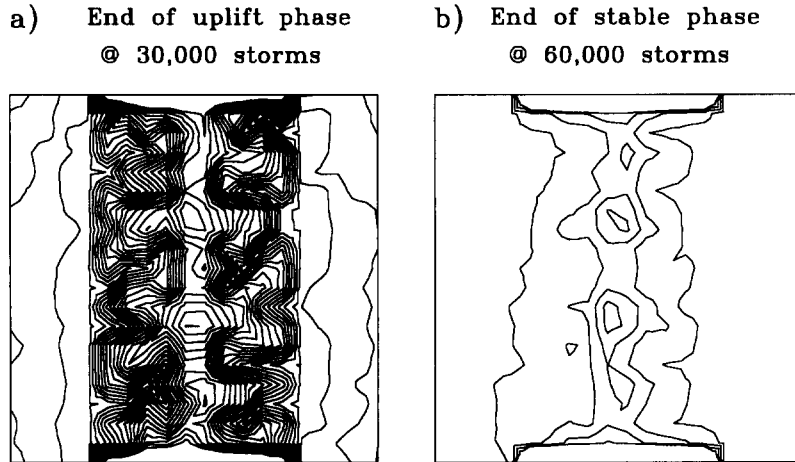 a) End of uplift phase
@ 30,000 storms
b) End of stable phase
@ 60,000 storms